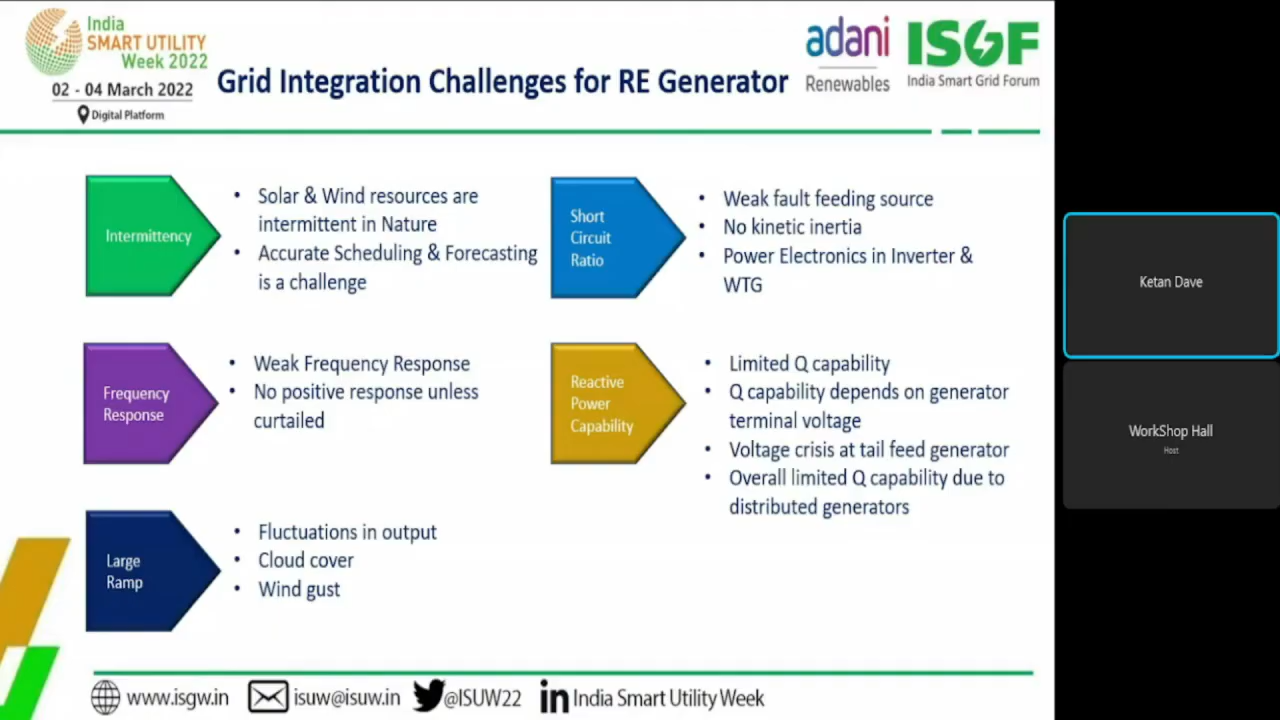 India
SMART UTILITY
Week 2022
02 - 04 March 2022
Digital Platform
Grid Integration Challenges for RE Generator
adani
Renewables
ISGF
India Smart Grid Forum
Intermittency
• Solar & Wind resources are
intermittent in Nature
• Accurate Scheduling & Forecasting
is a challenge
Short
Circuit
Ratio
• Weak fault feeding source
• No kinetic inertia
• Power Electronics in Inverter &
WTG
Frequency
Response
• Weak Frequency Response
• No positive response unless
curtailed
Reactive
Power
Capability
• Limited Q capability
• Q capability depends on generator
terminal voltage
• Voltage crisis at tail feed generator
• Overall limited Q capability due to
distributed generators
Large
Ramp
• Fluctuations in output
• Cloud cover
• Wind gust
www.isgw.in
isuw@isuw.in
@ISUW22
in India Smart Utility Week
Ketan Dave
WorkShop Hall
Host